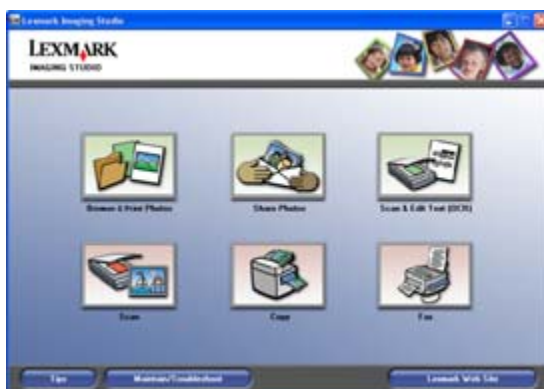 Lexmark Imaging Studio
LEXMARK
IMAGING STUDIO
Browse & Print Photos
Share Photos
Scan & Edit Text (OCR)
Scan
Copy
Fax
Tips
Maintain/Troubleshoot
Lexmark Web Site